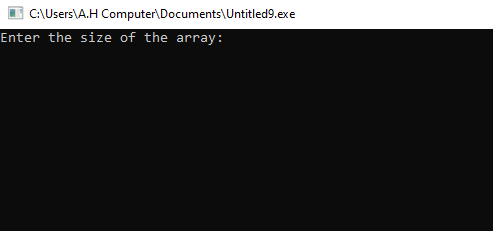 C:\Users\A.H Computer\Documents\Untitled9.exe
Enter the size of the array: